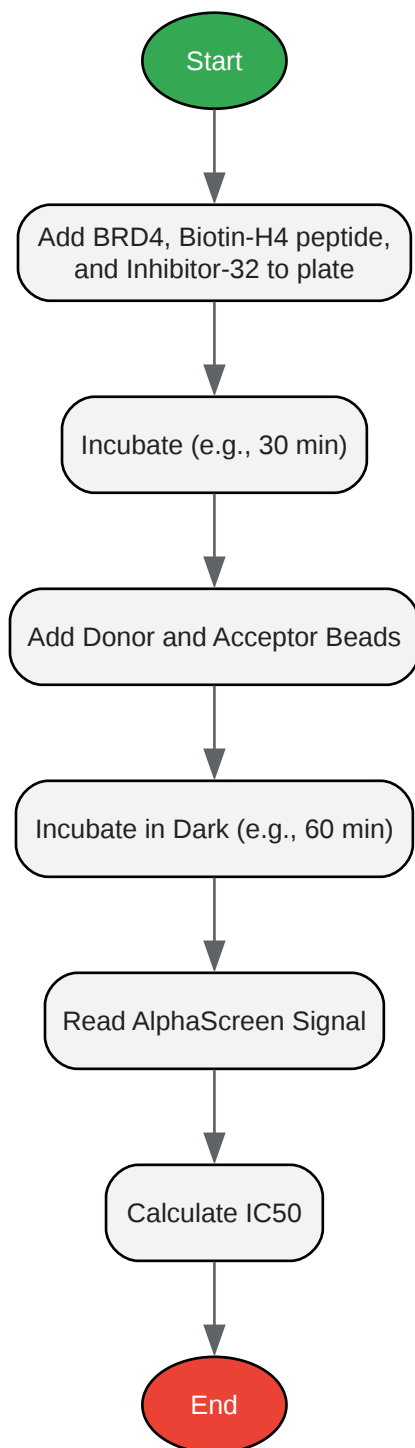 Start
Add BRD4, Biotin-H4 peptide,
and Inhibitor-32 to plate
Incubate (e.g., 30 min)
Add Donor and Acceptor Beads
Incubate in Dark (e.g., 60 min)
Read AlphaScreen Signal
Calculate IC50
End